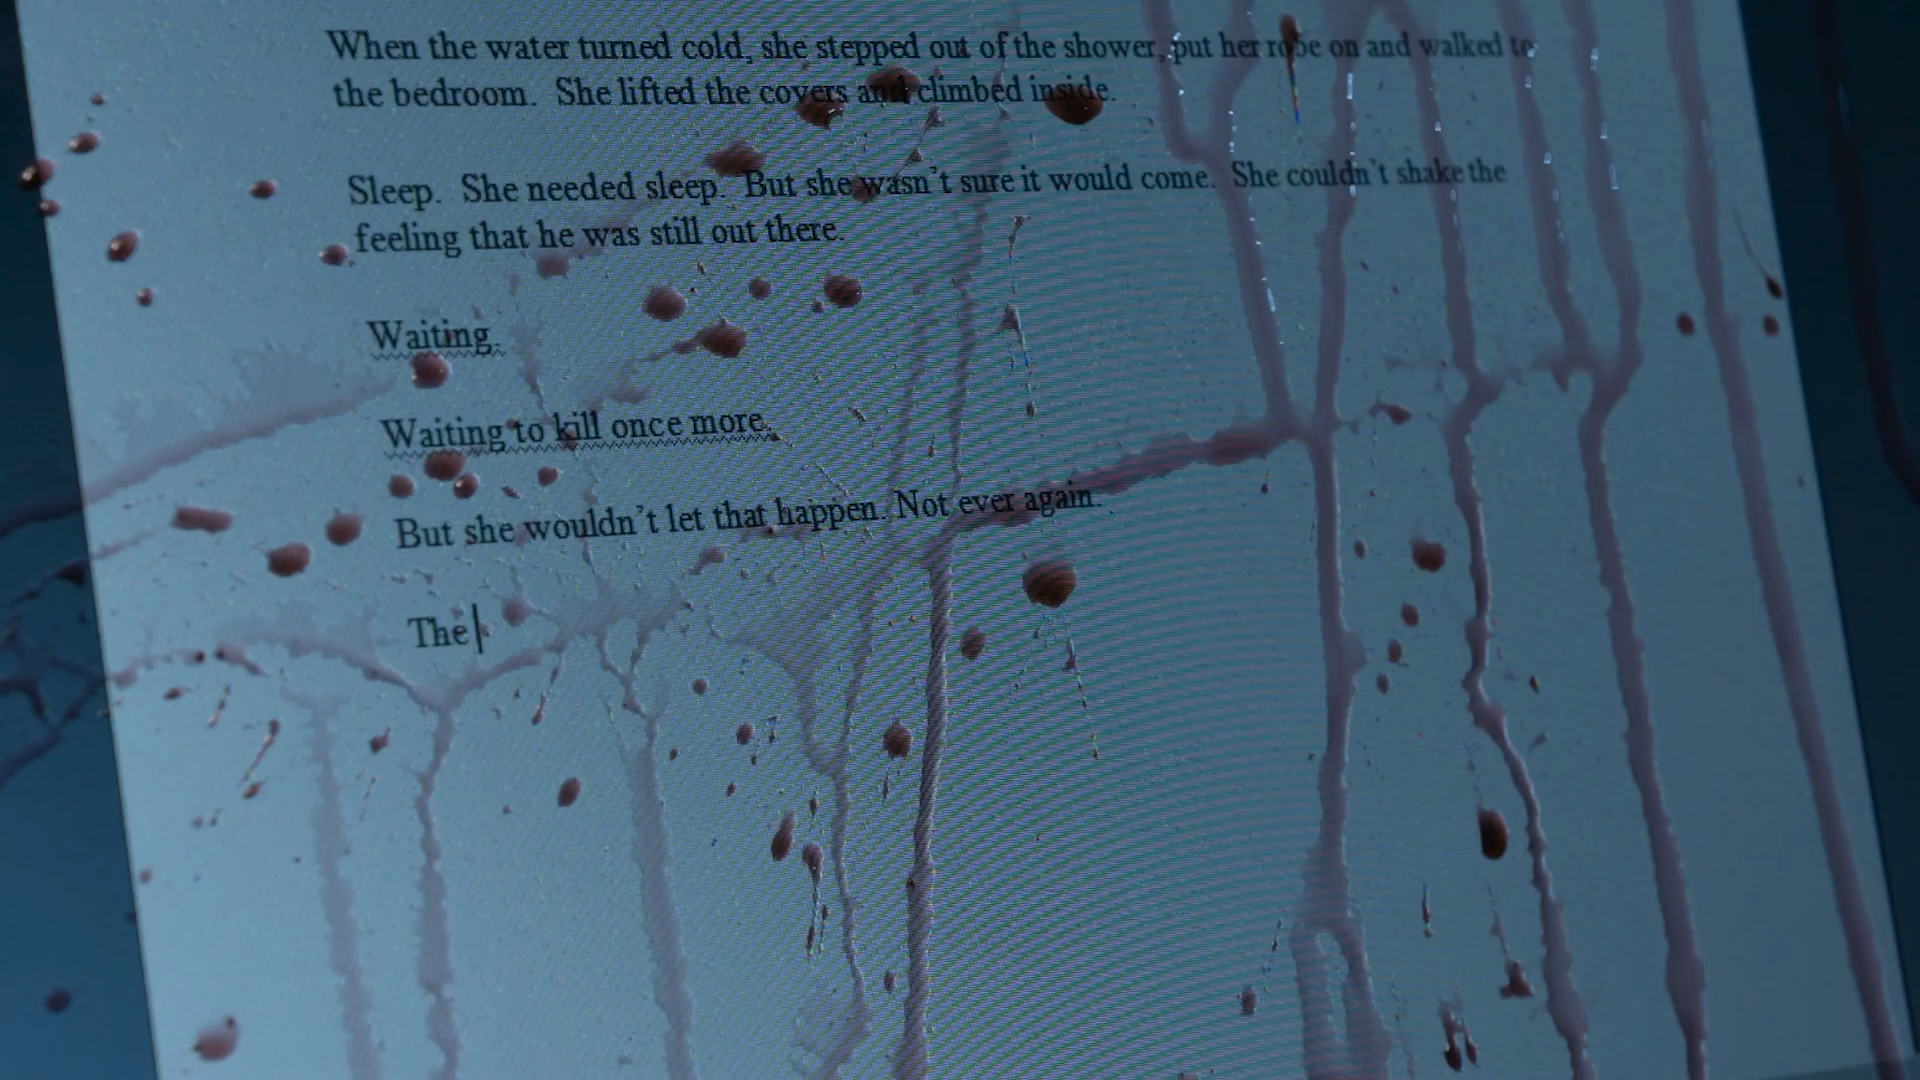 When the water turned cold, she stepped out of the shower, put her robe on and walked to
the bedroom.  She lifted the covers and climbed inside.
Sleep.  She needed sleep.  But she wasn't sure it would come.  She couldn't shake the
feeling that he was still out there.
Waiting.
Waiting to kill once more.
But she wouldn't let that happen. Not ever again.
The